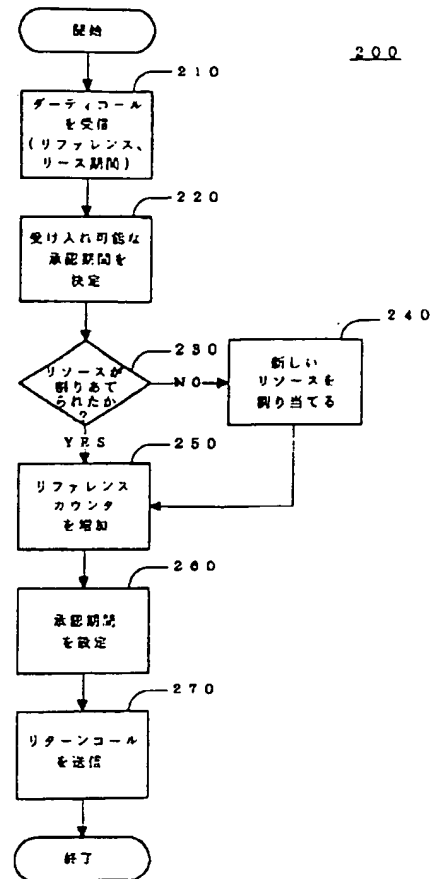 開始
200
210
ダーティコール
を受信
(リファレンス、
リース期間)
220
受け入れ可能な
承認期間を
決定
230
リソースが
割りあて
られたか
?
NO
240
新しい
リソースを
割り当てる
YES
250
リファレンス
カウンタ
を増加
260
承認期間
を設定
270
リターンコール
を送信
終了